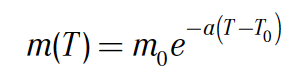 m(T) = m₀e^{-a(T-T₀)}